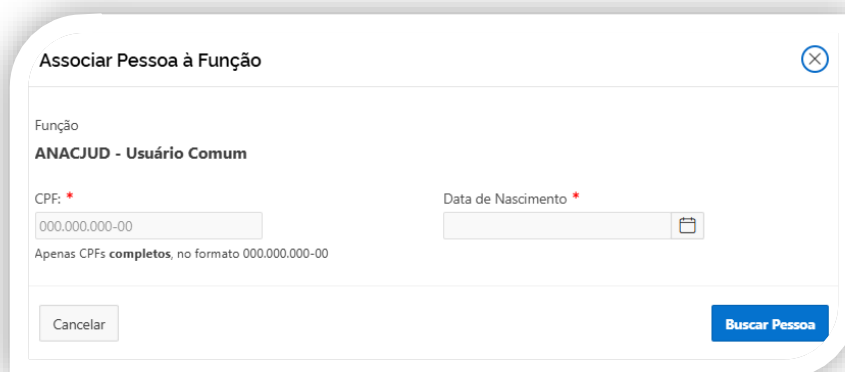 Associar Pessoa à Função
Função
ANACJUD - Usuário Comum
CPF: *
Data de Nascimento *
000.000.000-00
Apenas CPFs completos, no formato 000.000.000-00
Cancelar
Buscar Pessoa